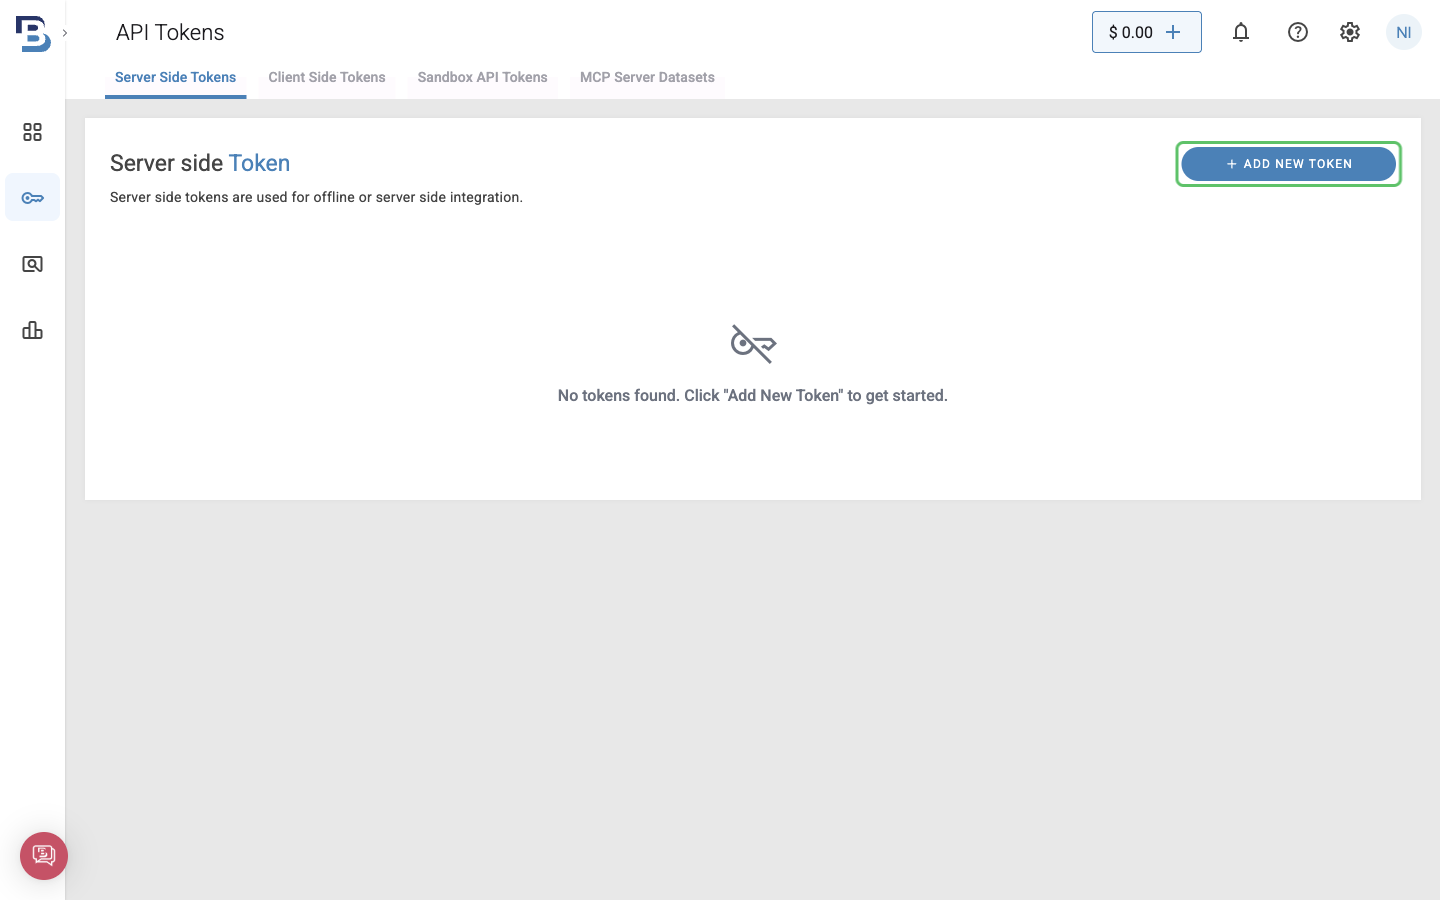 API Tokens
$ 0.00
NI
Server Side Tokens
Client Side Tokens
Sandbox API Tokens
MCP Server Datasets
Server side Token
ADD NEW TOKEN
Server side tokens are used for offline or server side integration.
No tokens found. Click "Add New Token" to get started.